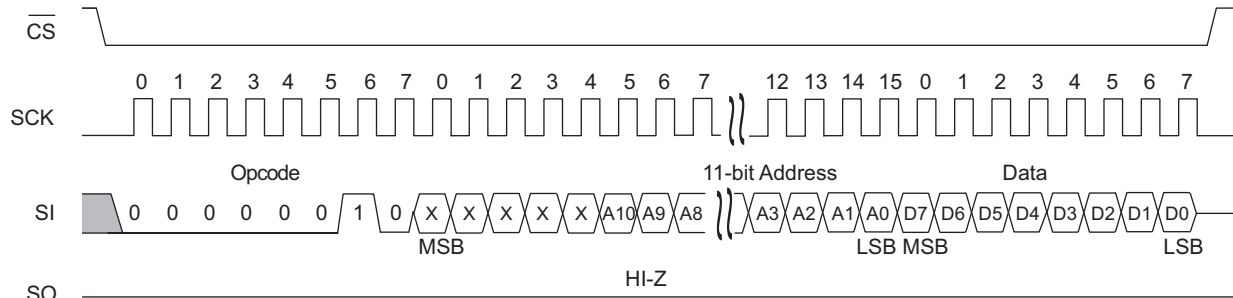 CS
0 1 2 3 4 5 6 7 0 1 2 3 4 5 6 7 12 13 14 15 0 1 2 3 4 5 6 7
SCK
Opcode 11-bit Address Data
SI 0 0 0 0 0 0 1 0 X X X X X A10 A9 A8 A3 A2 A1 A0 D7 D6 D5 D4 D3 D2 D1 D0
MSB LSB MSB LSB
HI-Z
SO